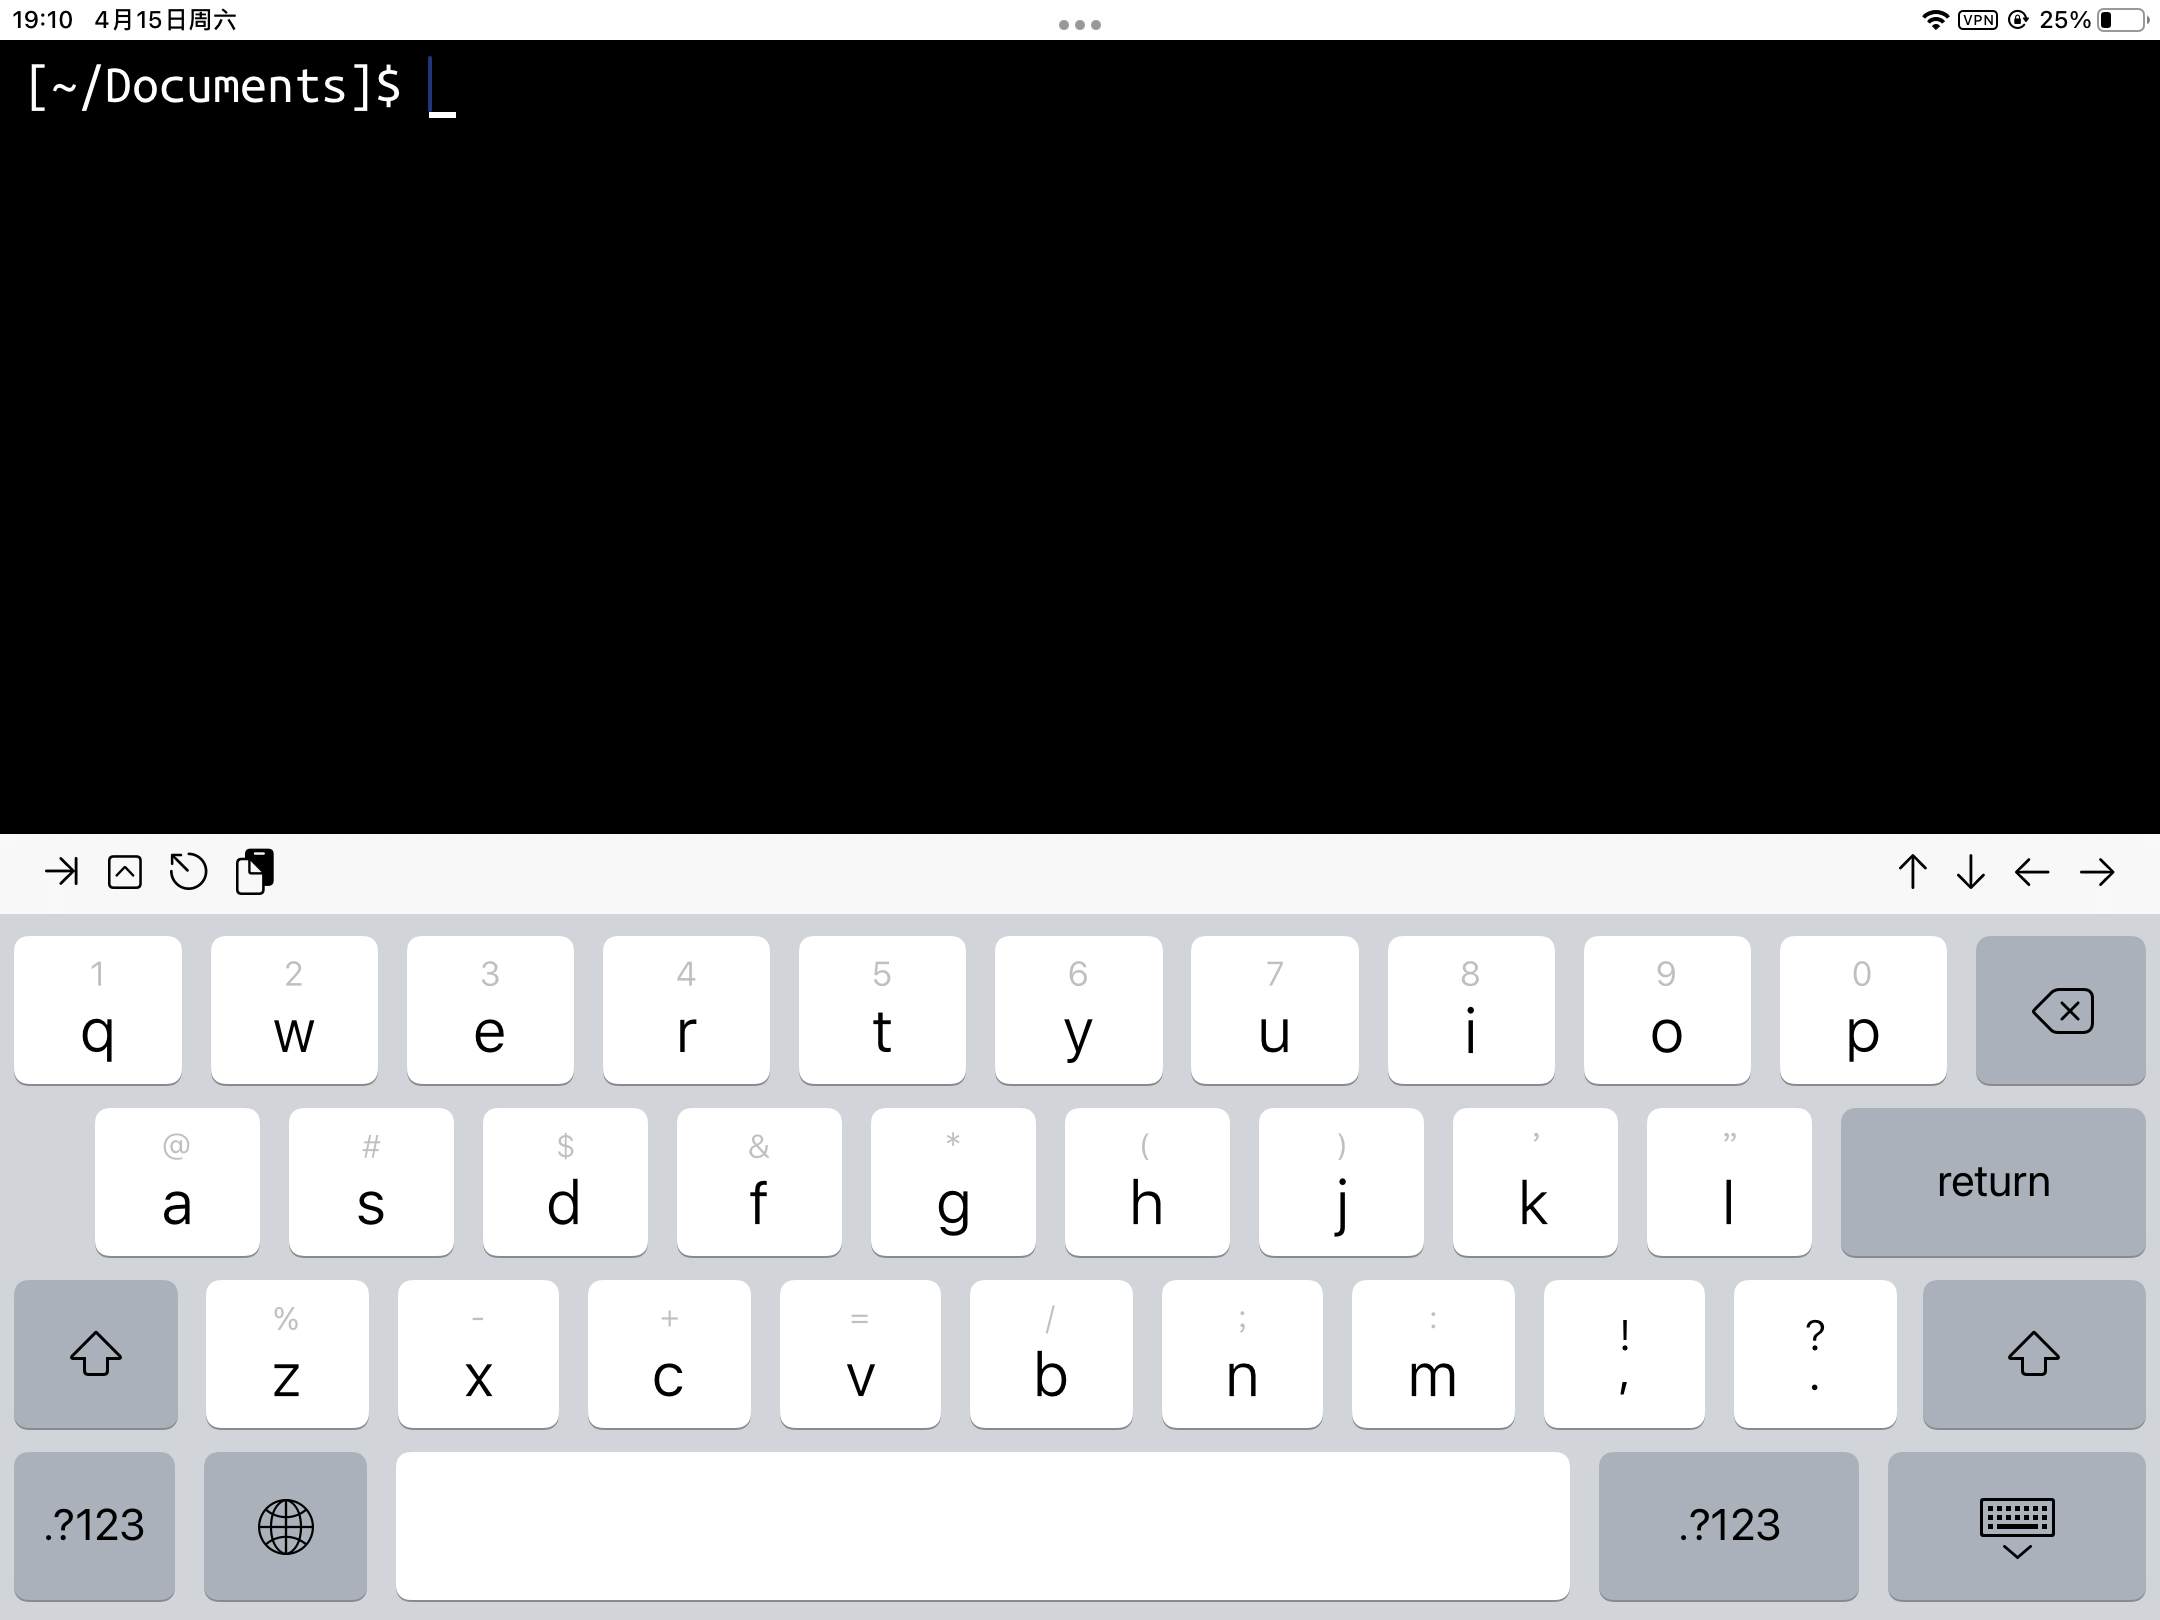 19:10 4月15日周六
VPN 25%
[~/Documents]$ _
1 2 3 4 5 6 7 8 9 0
q w e r t y u i o p
@ # $ & * ( ) ’ ”
a s d f g h j k l return
% - + = / ; : ! ?
z x c v b n m , .
.?123 .?123